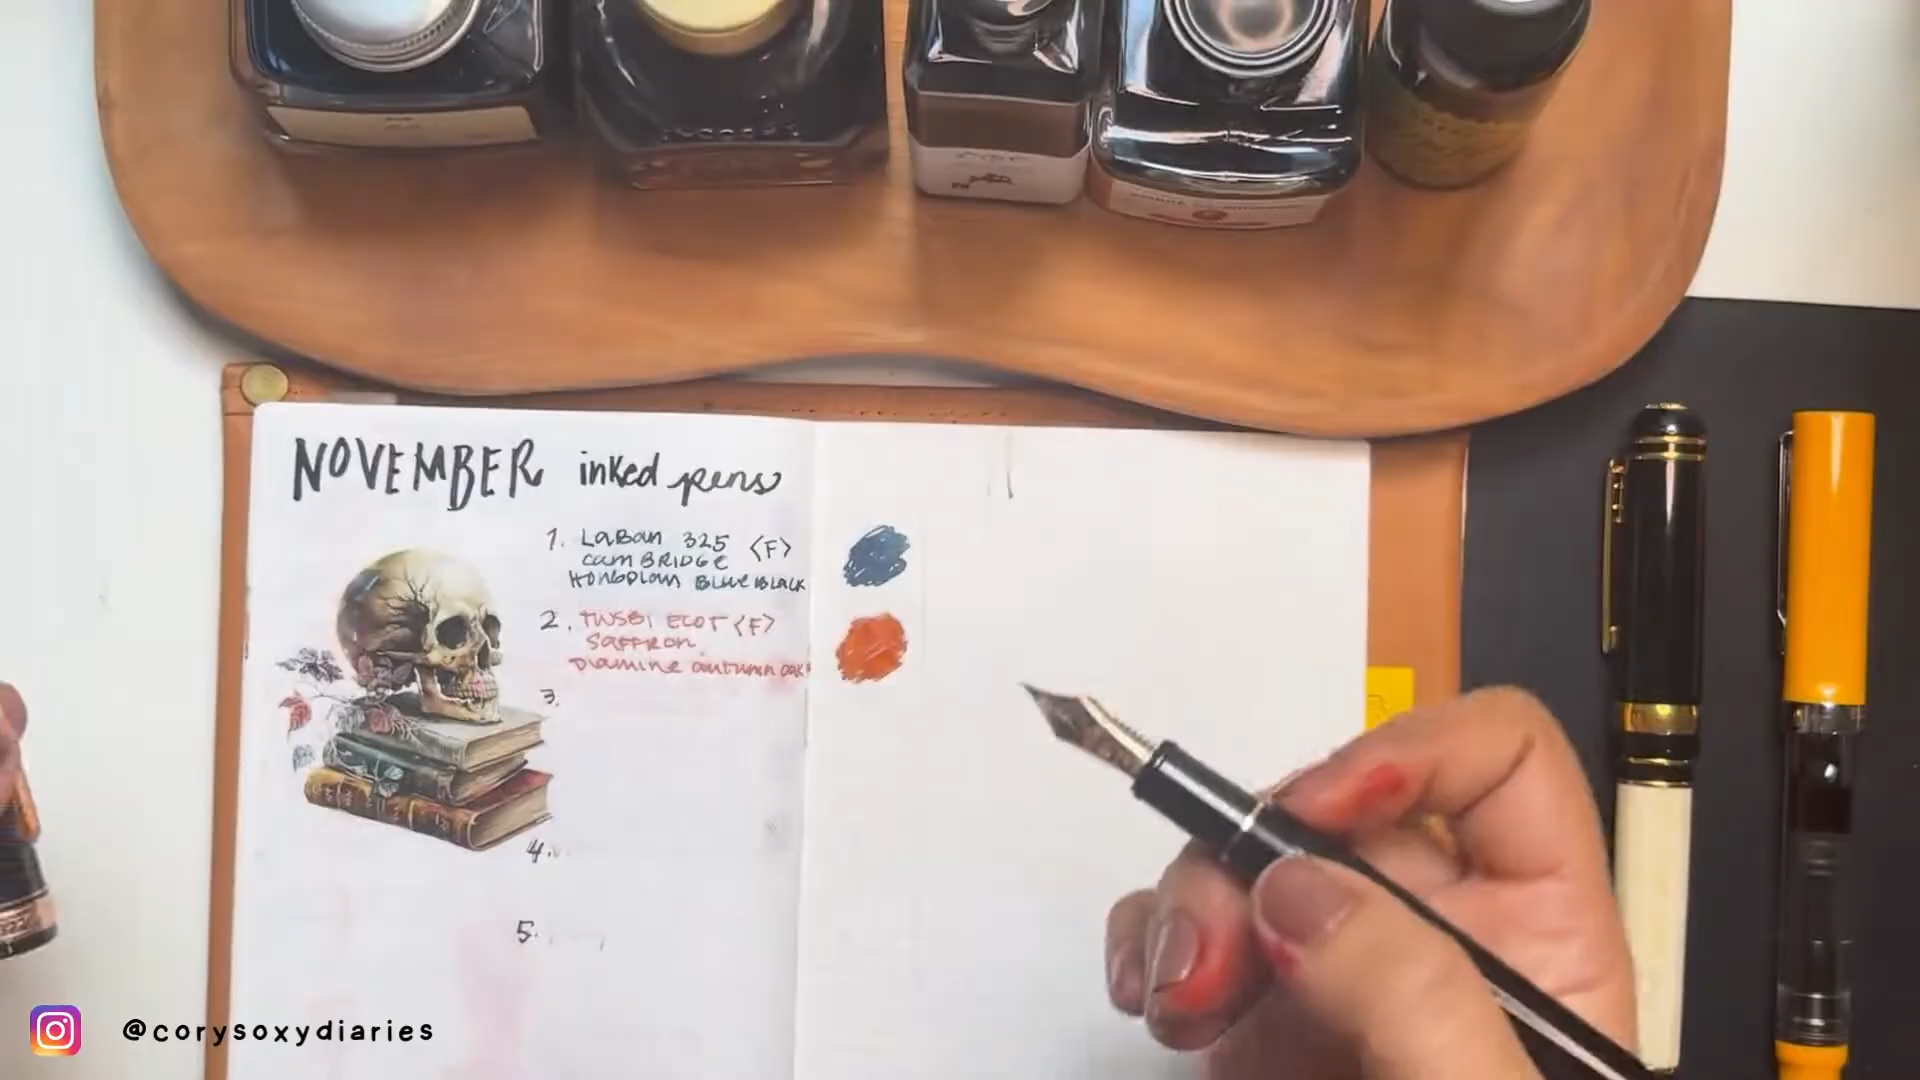 NOVEMBER inked pens
1. LaBan 325 <F>
camBRIDGE
Hongdian BLUE BLACK
2. TWSBI ECOT <F>
Saffron.
Diamine autumn oak
3.
4.
5.
@corysoxydiaries